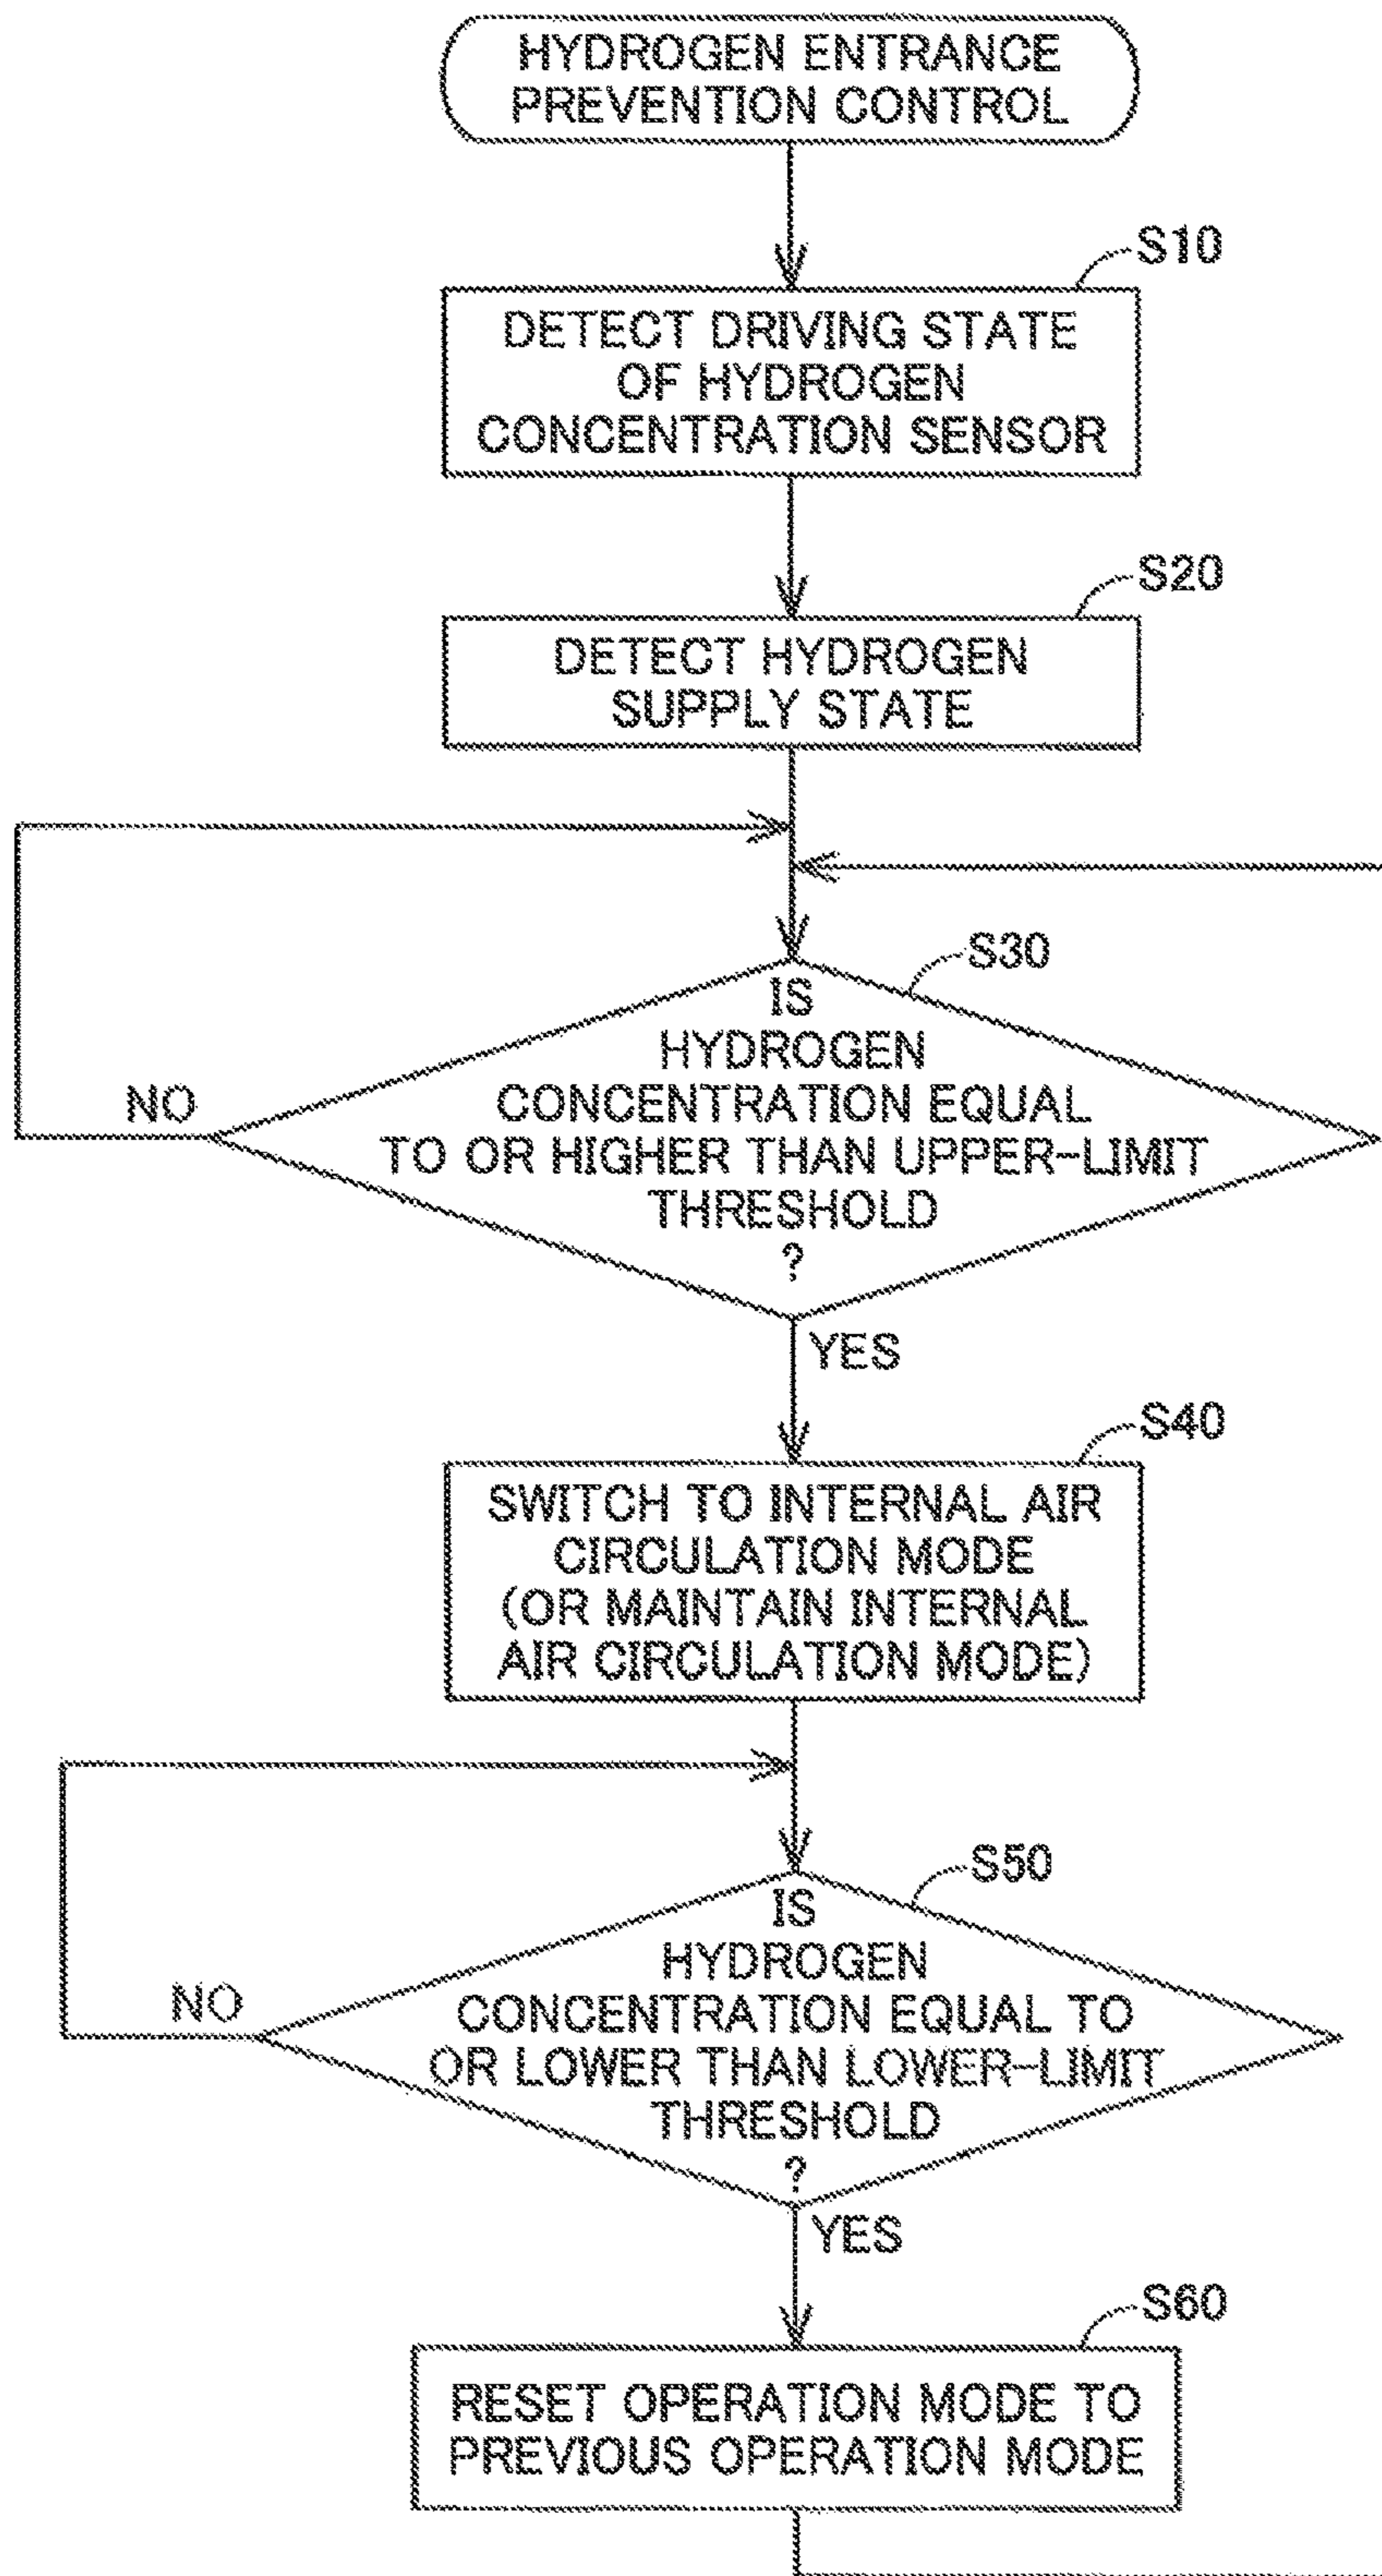 HYDROGEN ENTRANCE
PREVENTION CONTROL
S10
DETECT DRIVING STATE
OF HYDROGEN
CONCENTRATION SENSOR
S20
DETECT HYDROGEN
SUPPLY STATE
S30
IS
HYDROGEN
CONCENTRATION EQUAL
TO OR HIGHER THAN UPPER-LIMIT
THRESHOLD
?
NO
YES
S40
SWITCH TO INTERNAL AIR
CIRCULATION MODE
(OR MAINTAIN INTERNAL
AIR CIRCULATION MODE)
S50
IS
HYDROGEN
CONCENTRATION EQUAL TO
OR LOWER THAN LOWER-LIMIT
THRESHOLD
?
NO
YES
S60
RESET OPERATION MODE TO
PREVIOUS OPERATION MODE